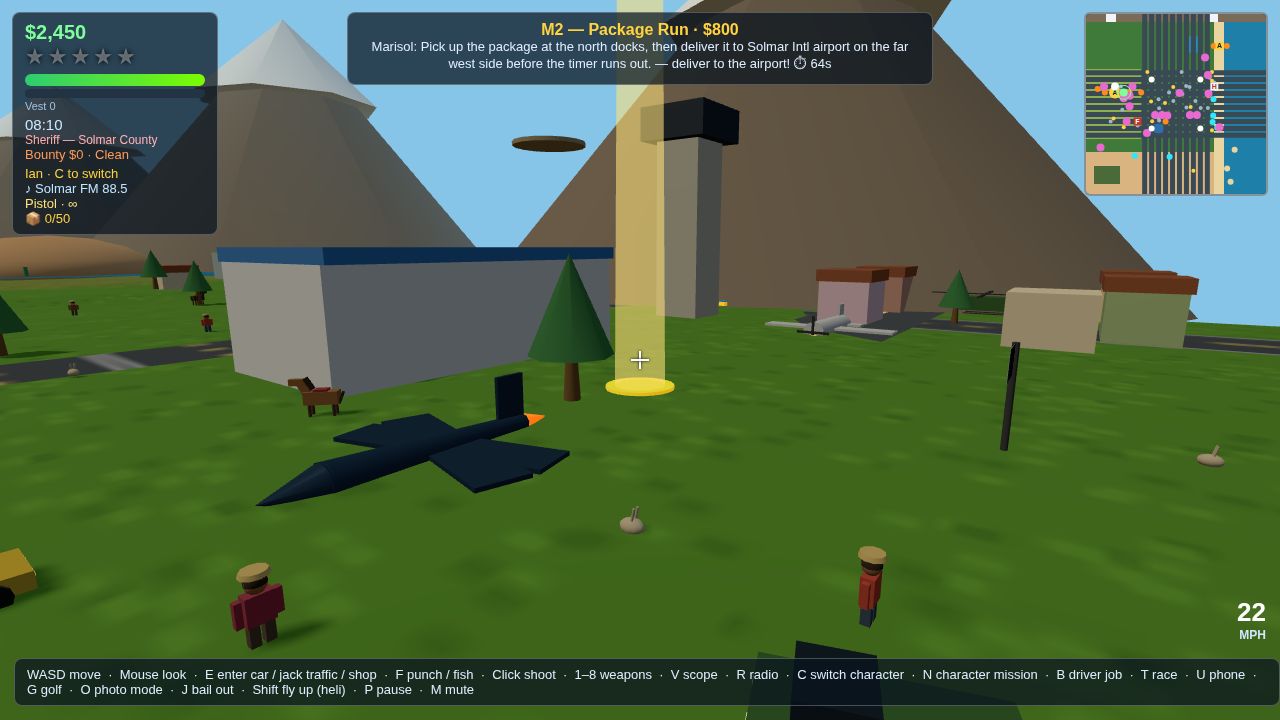 $2,450
★★★★★
Vest 0
08:10
Sheriff — Solmar County
Bounty $0 · Clean
Ian · C to switch
♪ Solmar FM 88.5
Pistol · ∞
📦 0/50
M2 — Package Run · $800
Marisol: Pick up the package at the north docks, then deliver it to Solmar Intl airport on the far
west side before the timer runs out. — deliver to the airport! ⏱ 64s
A
H
A
F
22
MPH
WASD move · Mouse look · E enter car / jack traffic / shop · F punch / fish · Click shoot · 1–8 weapons · V scope · R radio · C switch character · N character mission · B driver job · T race · U phone ·
G golf · O photo mode · J bail out · Shift fly up (heli) · P pause · M mute